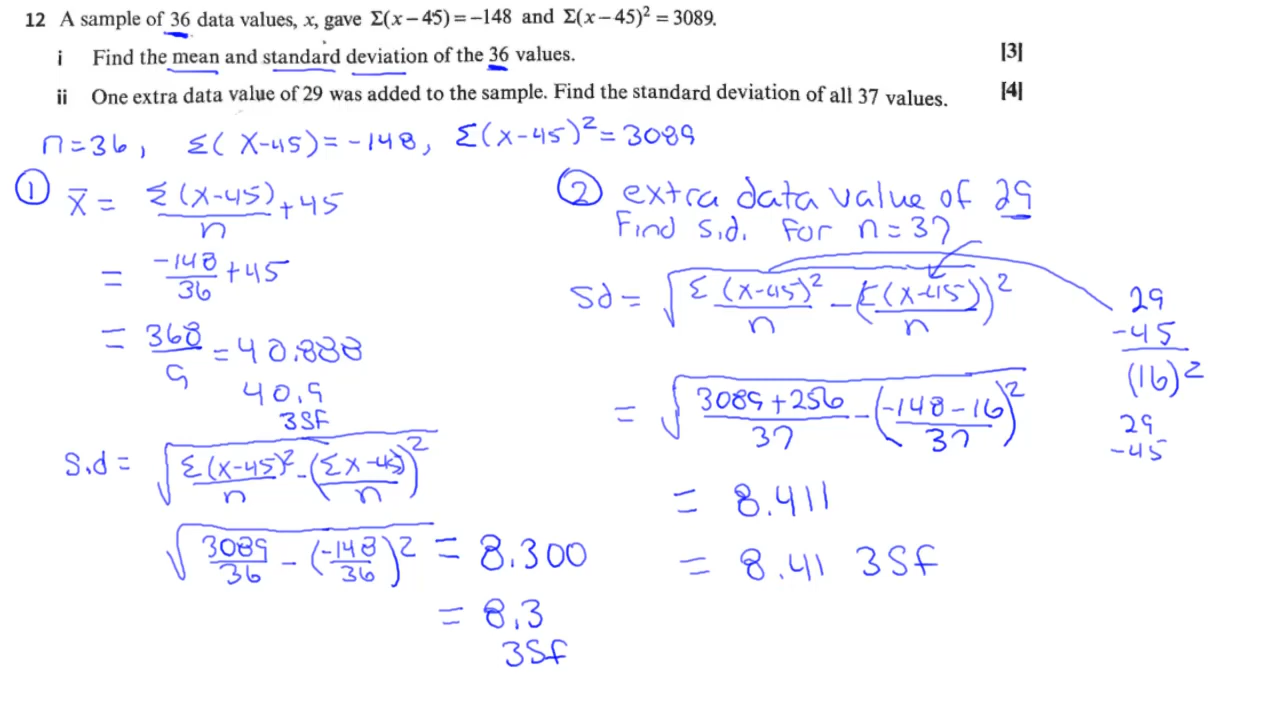 12 A sample of 36 data values, x, gave Σ(x−45) = −148 and Σ(x−45)² = 3089.
i Find the mean and standard deviation of the 36 values. [3]
ii One extra data value of 29 was added to the sample. Find the standard deviation of all 37 values. [4]
n=36, Σ(X-45)=-148, Σ(x-45)²=3089
① x̄ = Σ(x-45)/n +45
= -148/36 +45
= 368/9 = 40.888
40.9
3SF
S.d = √(Σ(x-45)²/n - (Σx-45)/n)²
√(3089/36 - (-148/36)²) = 8.300
= 8.3
3Sf
② extra data value of 29
Find s.d. for n=37
Sd = √(Σ(x-45)²/n - (Σ(x-45)/n)²)
= √((3089+256)/37 - ((-148-16)/37)²)
= 8.411
= 8.41 3Sf
29
-45
(16)²
29
-45